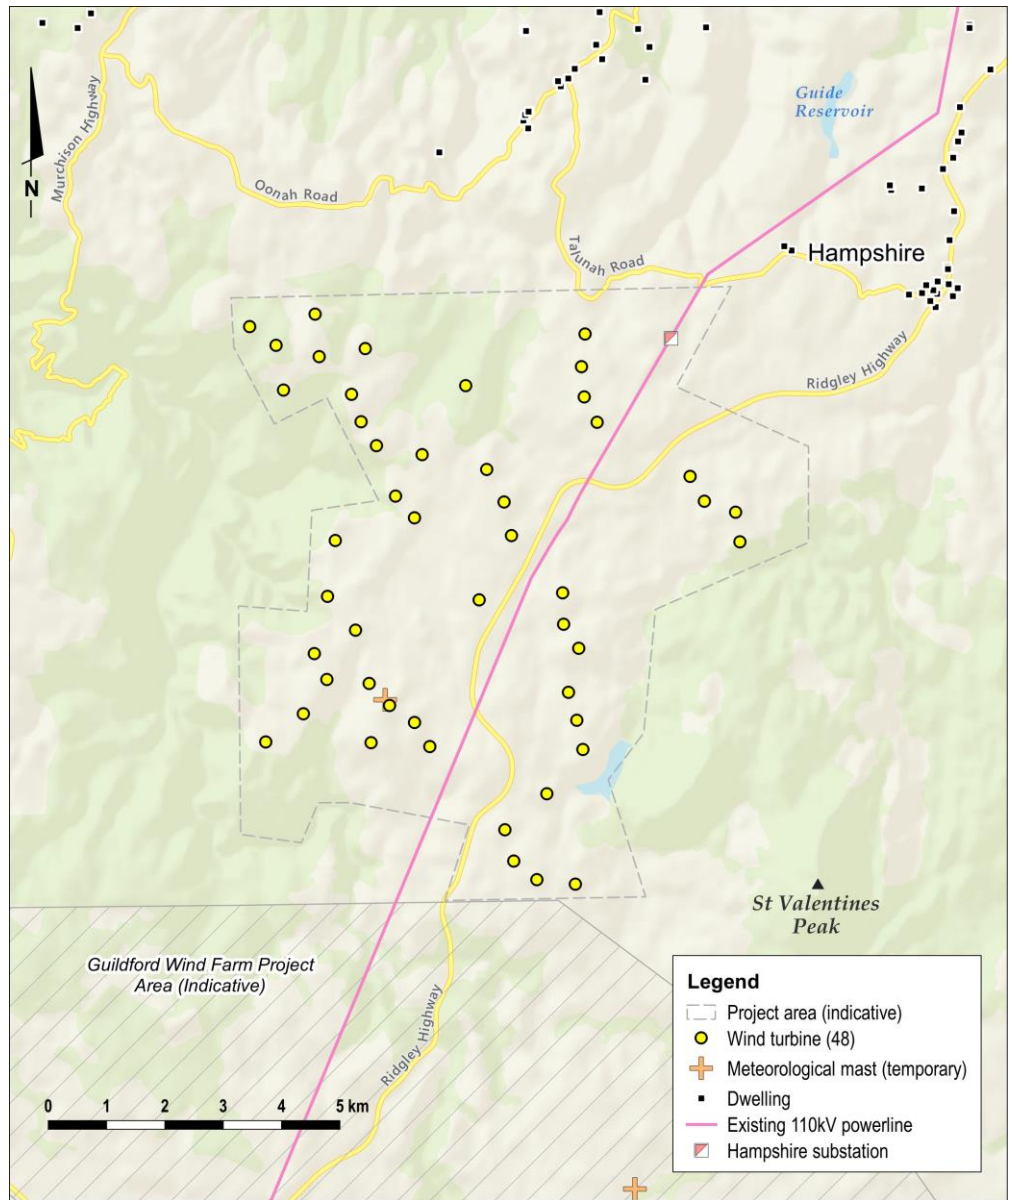 Guide
Reservoir
Murchison Highway
N
Oonah Road
Talunah Road
Hampshire
Ridgley Highway
St Valentines
Peak
Guildford Wind Farm Project
Area (Indicative)
Ridgley Highway
0 1 2 3 4 5 km
Legend
Project area (indicative)
Wind turbine (48)
Meteorological mast (temporary)
Dwelling
Existing 110kV powerline
Hampshire substation